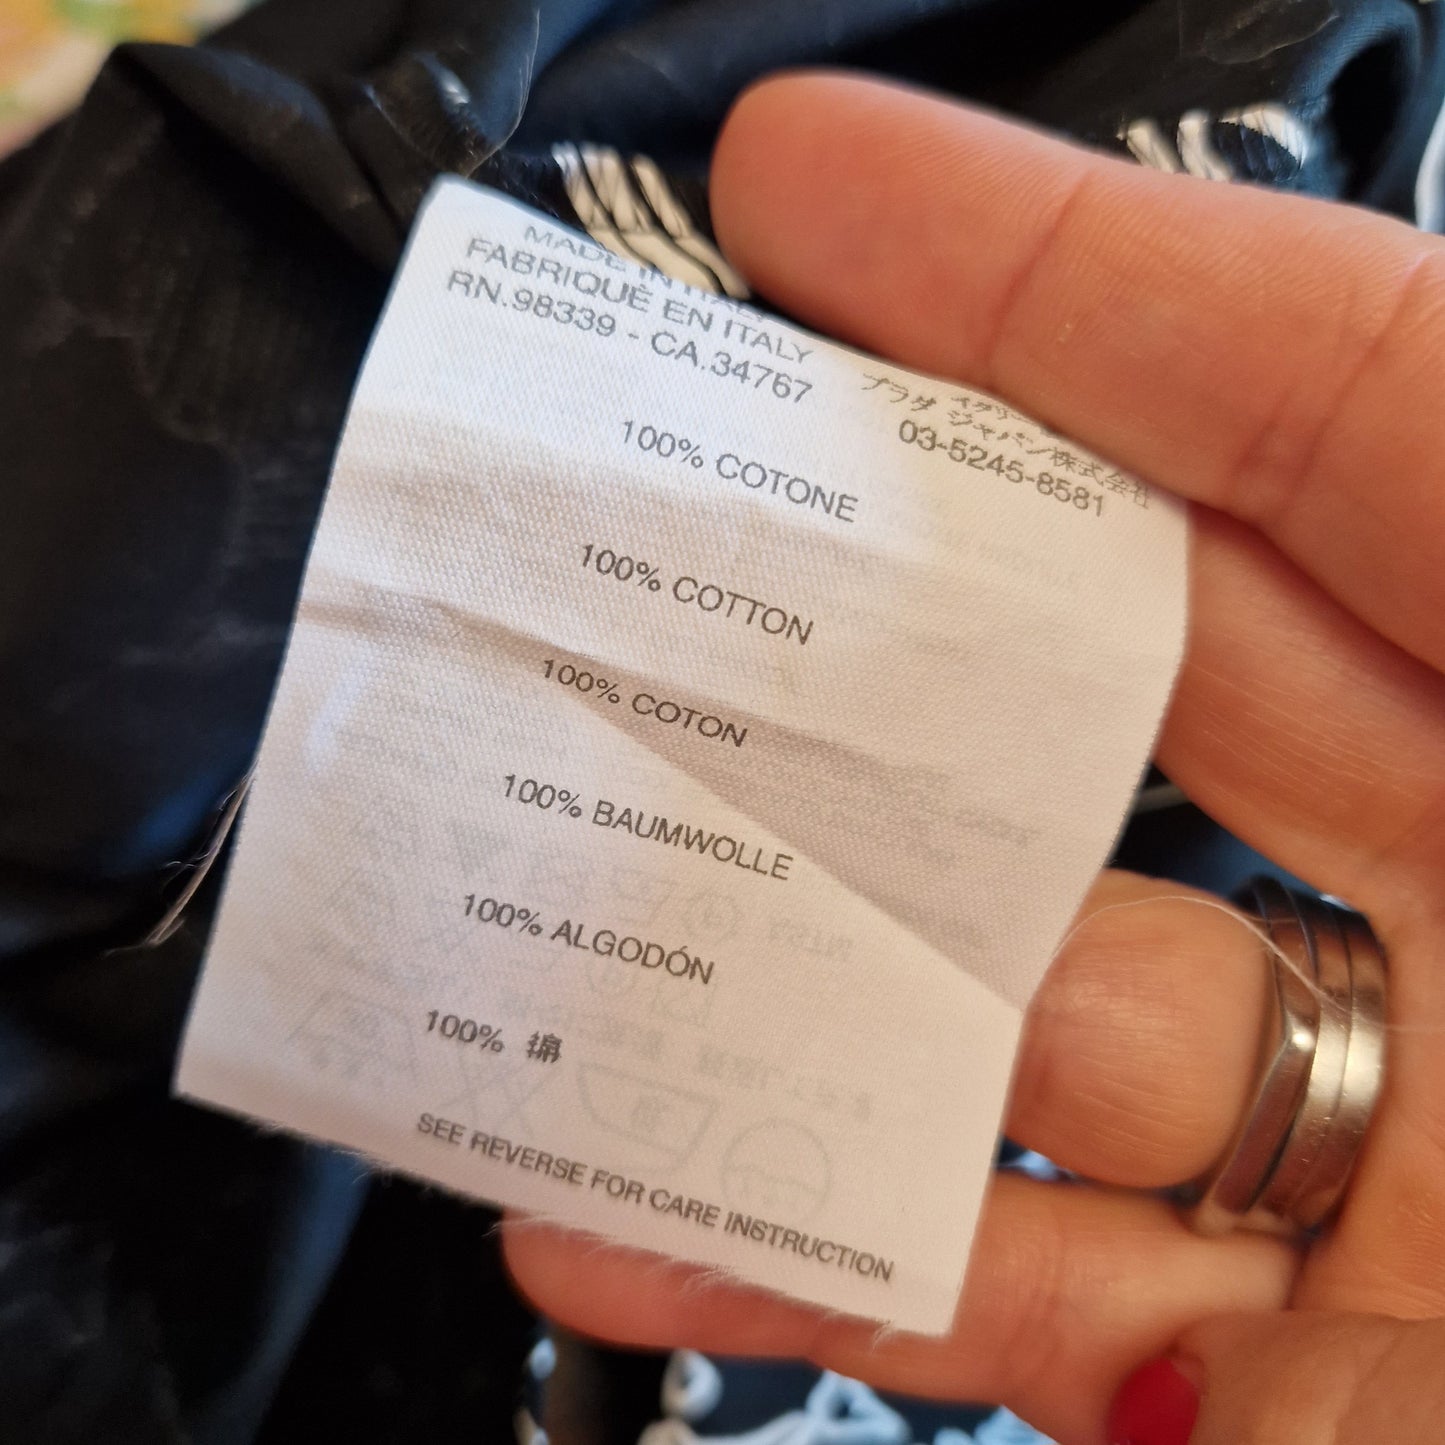 MADE IN ITALY
FABRIQUÉ EN ITALY
RN.98339 - CA.34767
プラダ ジャパン株式会社
03-5245-8581
100% COTONE
100% COTTON
100% COTON
100% BAUMWOLLE
100% ALGODÓN
100% 綿
SEE REVERSE FOR CARE INSTRUCTION